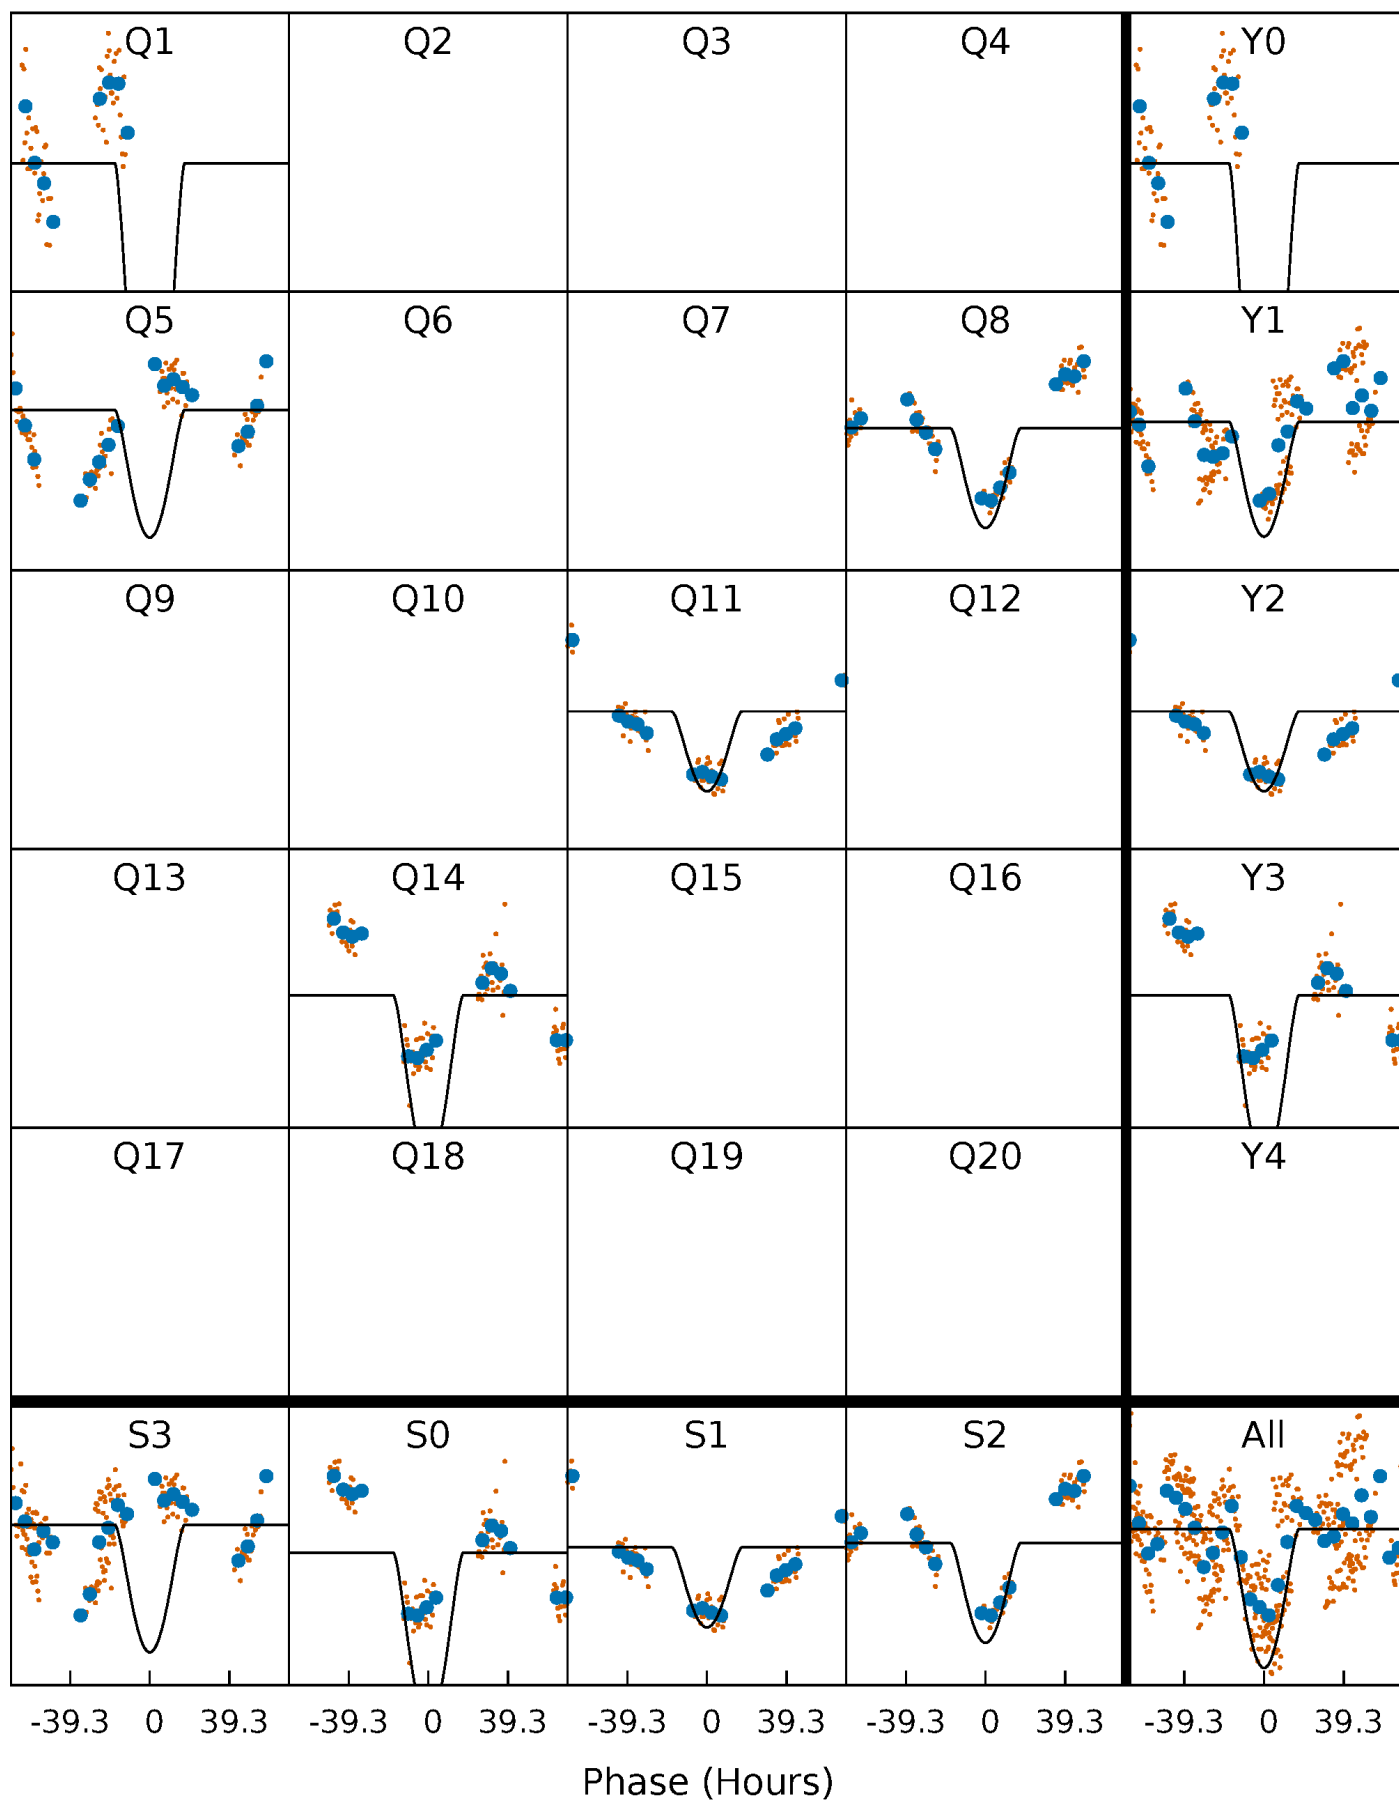 Q1 Q2 Q3 Q4 Y0
Q5 Q6 Q7 Q8 Y1
Q9 Q10 Q11 Q12 Y2
Q13 Q14 Q15 Q16 Y3
Q17 Q18 Q19 Q20 Y4
S3 S0 S1 S2 All
-39.3 0 39.3 -39.3 0 39.3 -39.3 0 39.3 -39.3 0 39.3 -39.3 0 39.3
Phase (Hours)